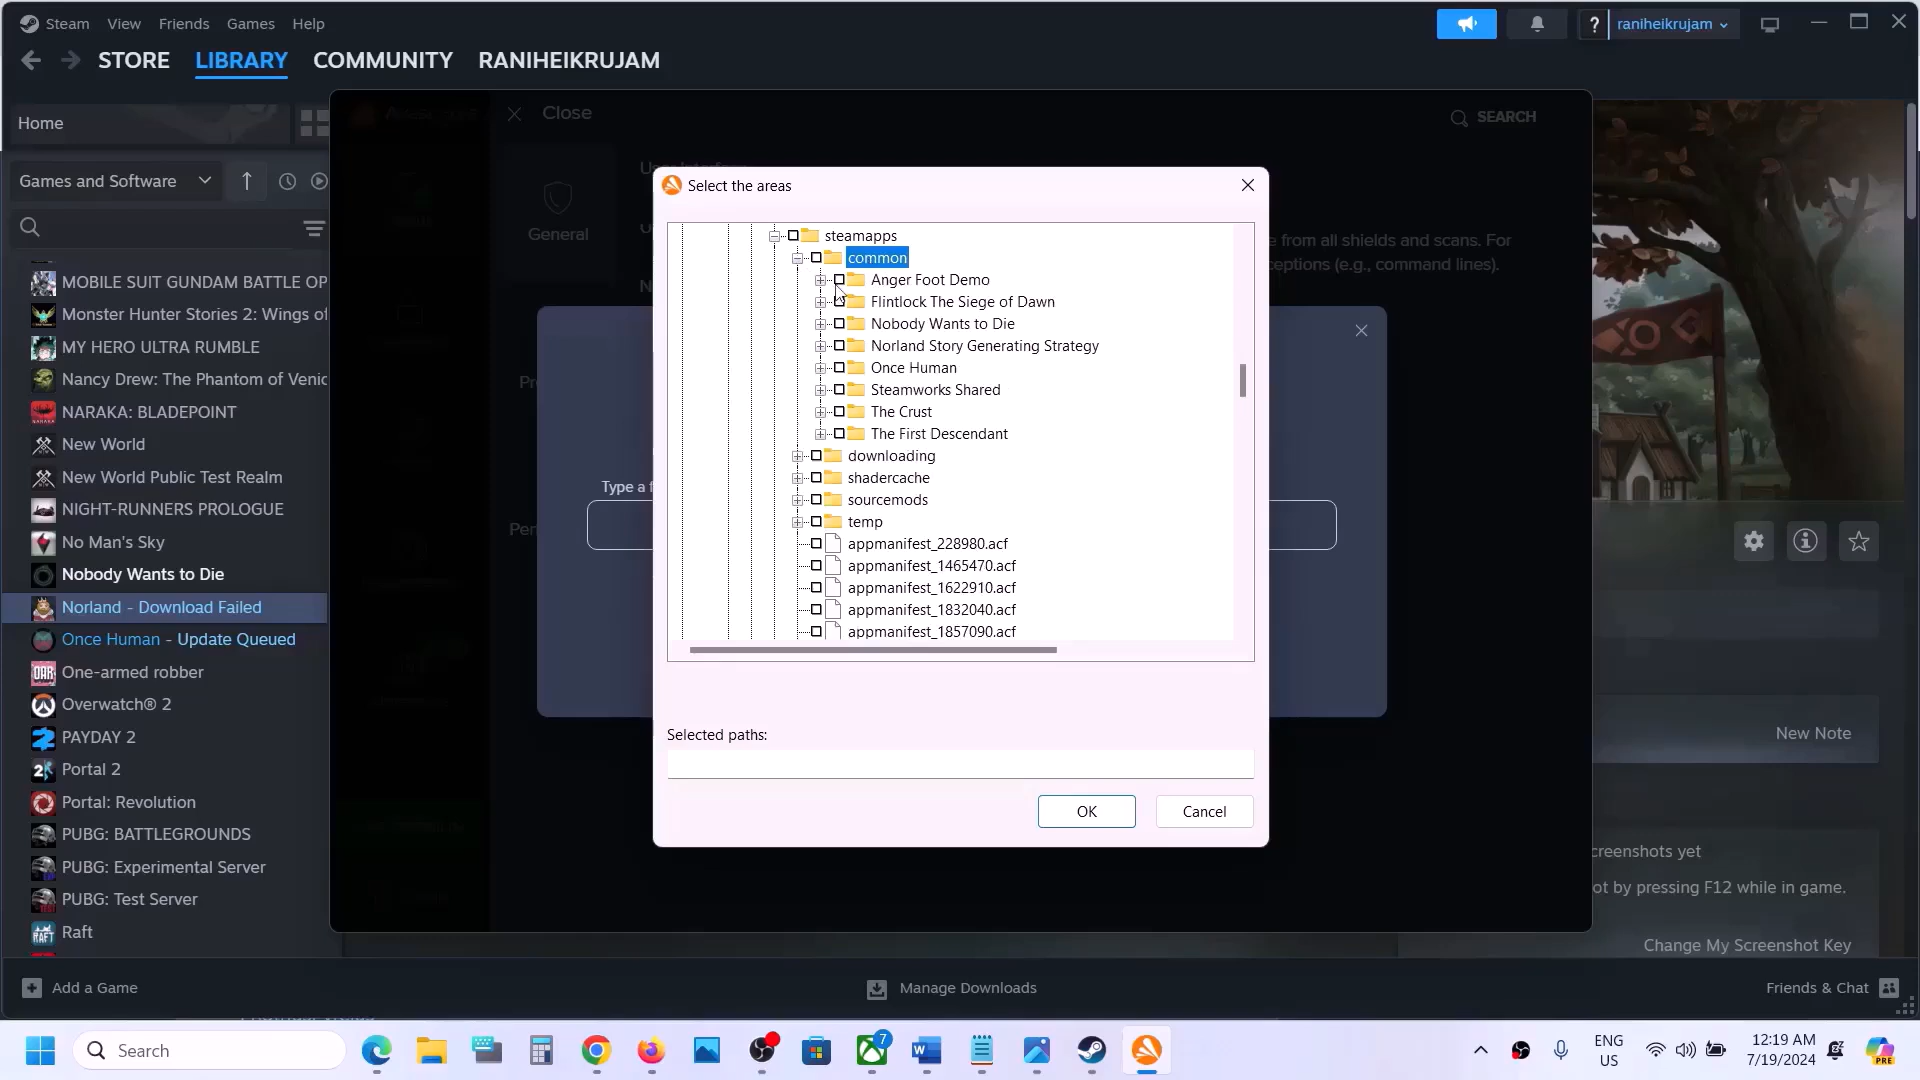 Steam View Friends Games Help
? raniheikrujam
STORE LIBRARY COMMUNITY RANIHEIKRUJAM
Home
Close
SEARCH
Games and Software
General
from all shields and scans. For
ceptions (e.g., command lines).
MOBILE SUIT GUNDAM BATTLE OP
Monster Hunter Stories 2: Wings of
MY HERO ULTRA RUMBLE
Nancy Drew: The Phantom of Venic
NARAKA: BLADEPOINT
New World
New World Public Test Realm
NIGHT-RUNNERS PROLOGUE
No Man's Sky
Nobody Wants to Die
Norland - Download Failed
Once Human - Update Queued
One-armed robber
Overwatch® 2
PAYDAY 2
Portal 2
Portal: Revolution
PUBG: BATTLEGROUNDS
PUBG: Experimental Server
PUBG: Test Server
Raft
Type a f
Select the areas
steamapps
common
Anger Foot Demo
Flintlock The Siege of Dawn
Nobody Wants to Die
Norland Story Generating Strategy
Once Human
Steamworks Shared
The Crust
The First Descendant
downloading
shadercache
sourcemods
temp
appmanifest_228980.acf
appmanifest_1465470.acf
appmanifest_1622910.acf
appmanifest_1832040.acf
appmanifest_1857090.acf
Selected paths:
OK
Cancel
New Note
creenshots yet
ot by pressing F12 while in game.
Change My Screenshot Key
Add a Game
Manage Downloads
Friends & Chat
Search
7
ENG
US
12:19 AM
7/19/2024
PRE